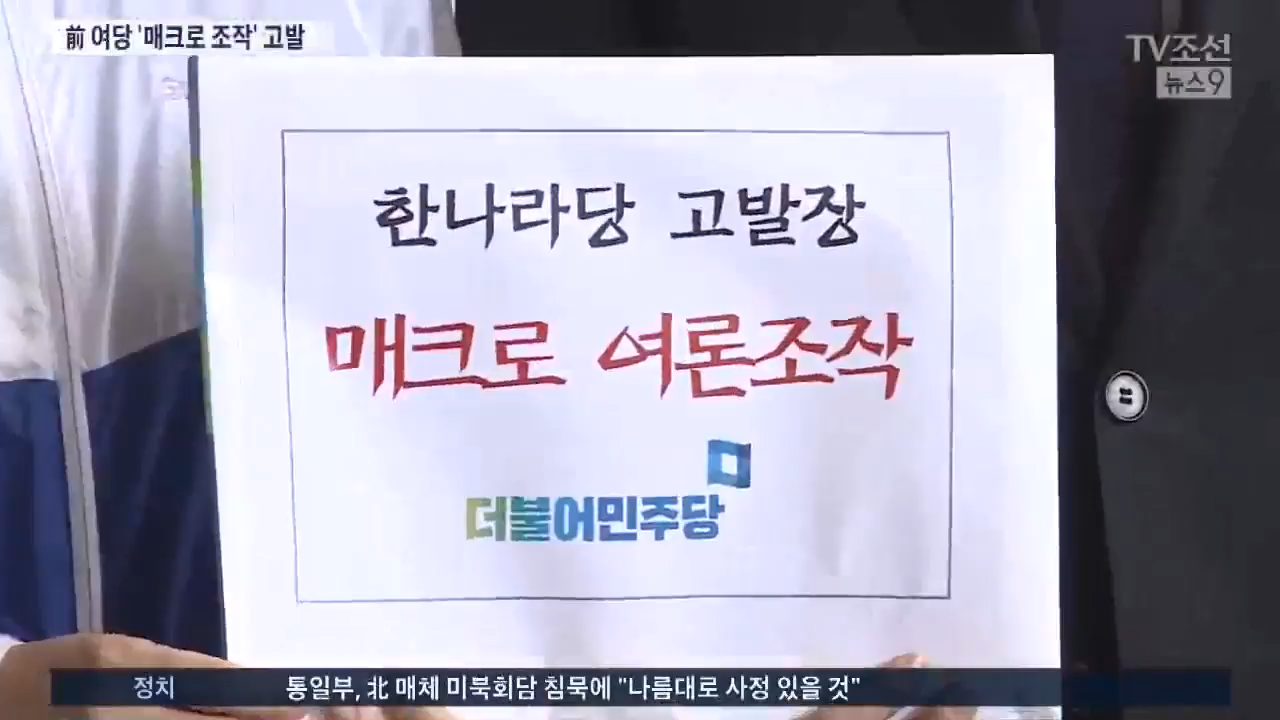 前 여당 '매크로 조작' 고발
TV조선
뉴스9
한나라당 고발장
매크로 여론조작
더불어민주당
정치
통일부, 北 매체 미북회담 침묵에 "나름대로 사정 있을 것"